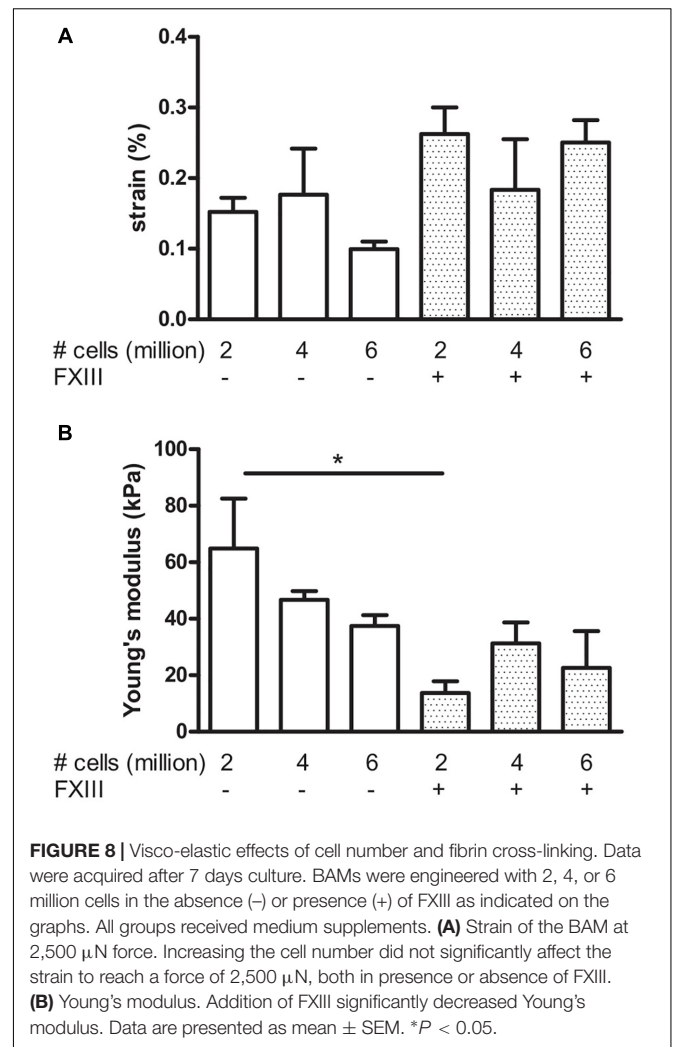 A
0.4
0.3
0.2
0.1
0.0
strain (%)
# cells (million) 2 4 6 2 4 6
FXIII - - - + + +
B
100
80
60
40
20
0
Young's modulus (kPa)
*
# cells (million) 2 4 6 2 4 6
FXIII - - - + + +
FIGURE 8 | Visco-elastic effects of cell number and fibrin cross-linking. Data
were acquired after 7 days culture. BAMs were engineered with 2, 4, or 6
million cells in the absence (–) or presence (+) of FXIII as indicated on the
graphs. All groups received medium supplements. (A) Strain of the BAM at
2,500 μN force. Increasing the cell number did not significantly affect the
strain to reach a force of 2,500 μN, both in presence or absence of FXIII.
(B) Young's modulus. Addition of FXIII significantly decreased Young's
modulus. Data are presented as mean ± SEM. *P < 0.05.